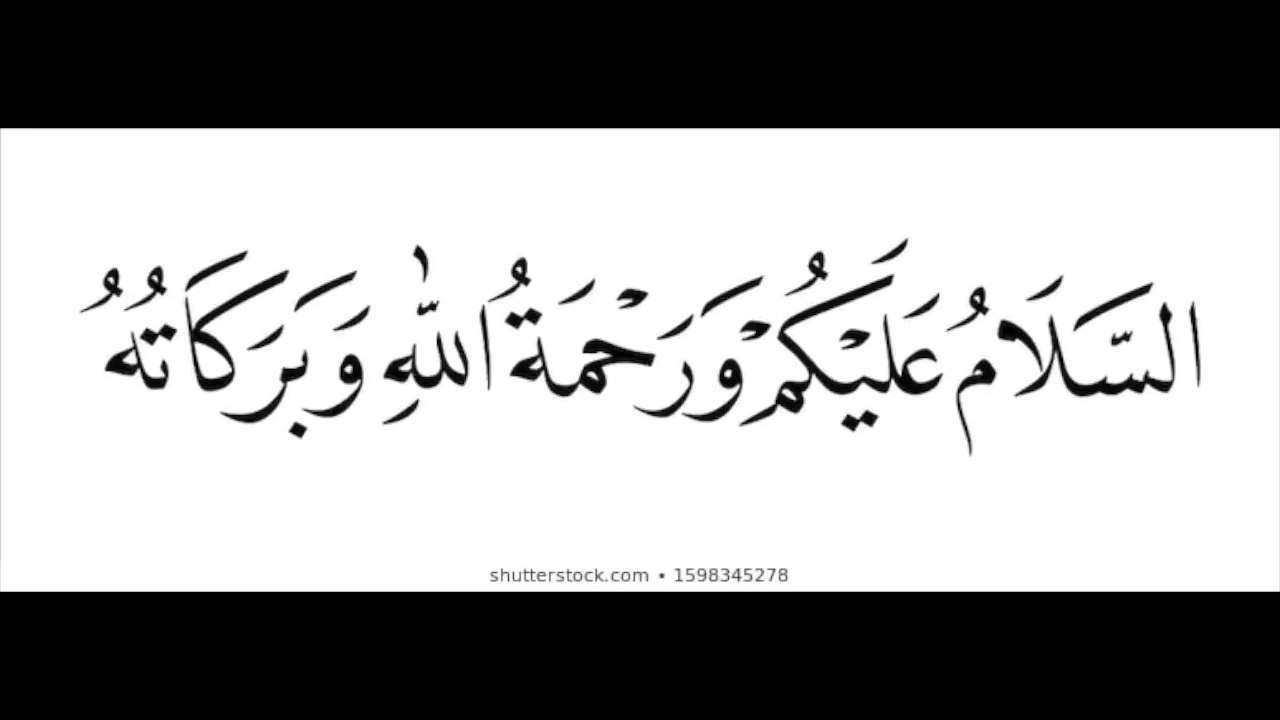 السَّلَامُ عَلَيْكُمْ وَرَحْمَةُ اللّٰهِ وَبَرَكَاتُهُ
shutterstock.com • 1598345278